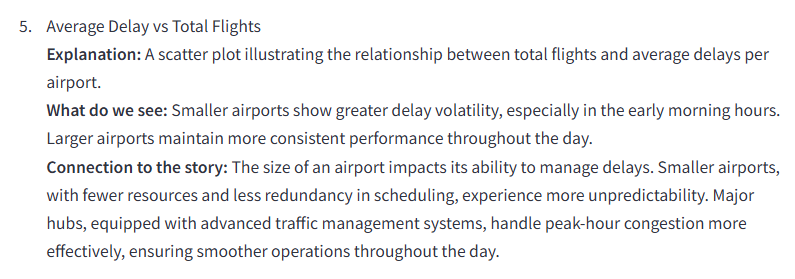 5. Average Delay vs Total Flights
Explanation: A scatter plot illustrating the relationship between total flights and average delays per
airport.
What do we see: Smaller airports show greater delay volatility, especially in the early morning hours.
Larger airports maintain more consistent performance throughout the day.
Connection to the story: The size of an airport impacts its ability to manage delays. Smaller airports,
with fewer resources and less redundancy in scheduling, experience more unpredictability. Major
hubs, equipped with advanced traffic management systems, handle peak-hour congestion more
effectively, ensuring smoother operations throughout the day.